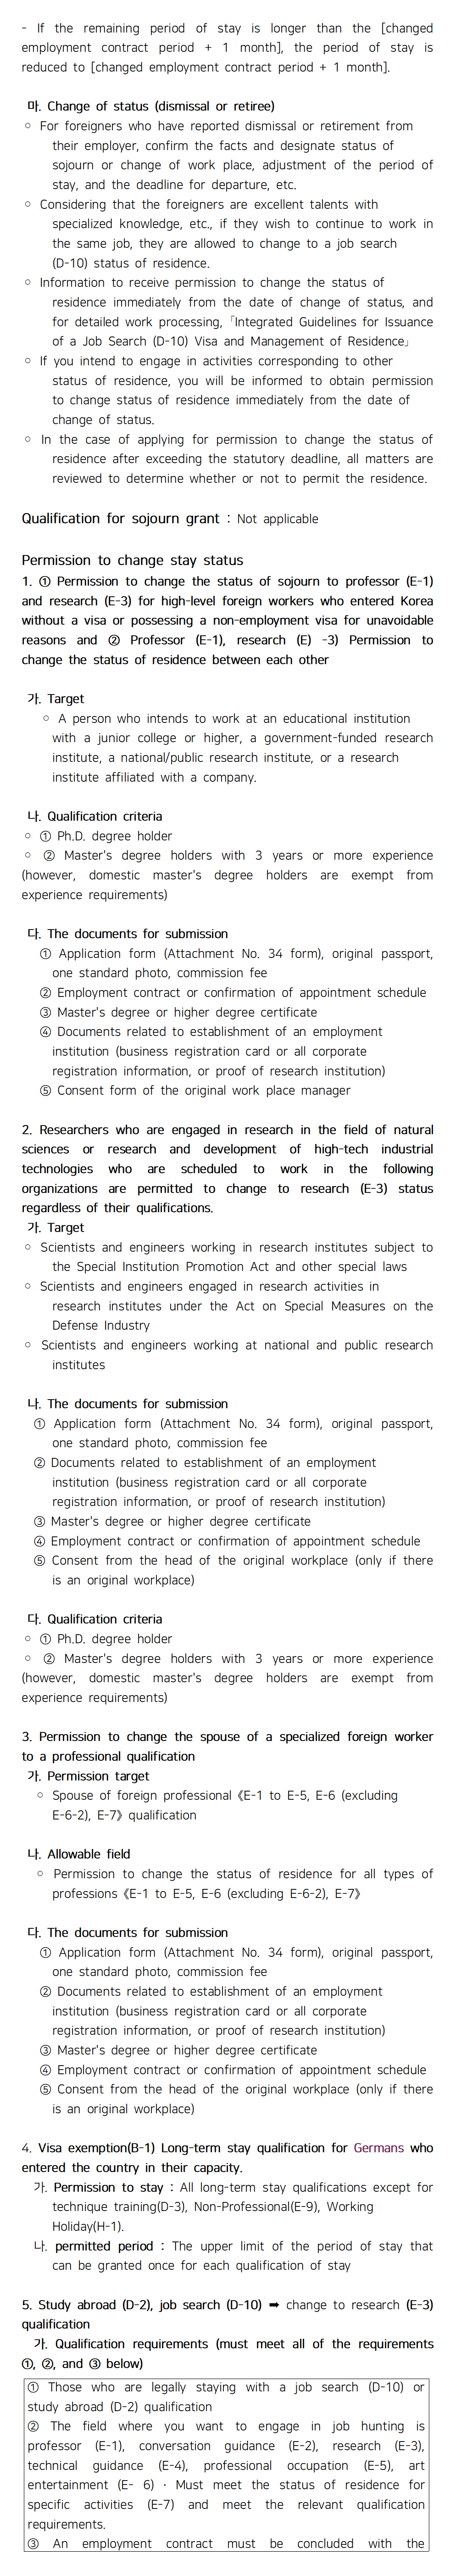 - If the remaining period of stay is longer than the [changed
employment contract period + 1 month], the period of stay is
reduced to [changed employment contract period + 1 month].
마. Change of status (dismissal or retiree)
○ For foreigners who have reported dismissal or retirement from
their employer, confirm the facts and designate status of
sojourn or change of work place, adjustment of the period of
stay, and the deadline for departure, etc.
○ Considering that the foreigners are excellent talents with
specialized knowledge, etc., if they wish to continue to work in
the same job, they are allowed to change to a job search
(D-10) status of residence.
○ Information to receive permission to change the status of
residence immediately from the date of change of status, and
for detailed work processing, 「Integrated Guidelines for Issuance
of a Job Search (D-10) Visa and Management of Residence」
○ If you intend to engage in activities corresponding to other
status of residence, you will be informed to obtain permission
to change status of residence immediately from the date of
change of status.
○ In the case of applying for permission to change the status of
residence after exceeding the statutory deadline, all matters are
reviewed to determine whether or not to permit the residence.
Qualification for sojourn grant : Not applicable
Permission to change stay status
1. ① Permission to change the status of sojourn to professor (E-1)
and research (E-3) for high-level foreign workers who entered Korea
without a visa or possessing a non-employment visa for unavoidable
reasons and ② Professor (E-1), research (E) -3) Permission to
change the status of residence between each other
가. Target
○ A person who intends to work at an educational institution
with a junior college or higher, a government-funded research
institute, a national/public research institute, or a research
institute affiliated with a company.
나. Qualification criteria
○ ① Ph.D. degree holder
○ ② Master's degree holders with 3 years or more experience
(however, domestic master's degree holders are exempt from
experience requirements)
다. The documents for submission
① Application form (Attachment No. 34 form), original passport,
one standard photo, commission fee
② Employment contract or confirmation of appointment schedule
③ Master's degree or higher degree certificate
④ Documents related to establishment of an employment
institution (business registration card or all corporate
registration information, or proof of research institution)
⑤ Consent form of the original work place manager
2. Researchers who are engaged in research in the field of natural
sciences or research and development of high-tech industrial
technologies who are scheduled to work in the following
organizations are permitted to change to research (E-3) status
regardless of their qualifications.
가. Target
○ Scientists and engineers working in research institutes subject to
the Special Institution Promotion Act and other special laws
○ Scientists and engineers engaged in research activities in
research institutes under the Act on Special Measures on the
Defense Industry
○ Scientists and engineers working at national and public research
institutes
나. The documents for submission
① Application form (Attachment No. 34 form), original passport,
one standard photo, commission fee
② Documents related to establishment of an employment
institution (business registration card or all corporate
registration information, or proof of research institution)
③ Master's degree or higher degree certificate
④ Employment contract or confirmation of appointment schedule
⑤ Consent from the head of the original workplace (only if there
is an original workplace)
다. Qualification criteria
○ ① Ph.D. degree holder
○ ② Master's degree holders with 3 years or more experience
(however, domestic master's degree holders are exempt from
experience requirements)
3. Permission to change the spouse of a specialized foreign worker
to a professional qualification
가. Permission target
○ Spouse of foreign professional《E-1 to E-5, E-6 (excluding
E-6-2), E-7》qualification
나. Allowable field
○ Permission to change the status of residence for all types of
professions《E-1 to E-5, E-6 (excluding E-6-2), E-7》
다. The documents for submission
① Application form (Attachment No. 34 form), original passport,
one standard photo, commission fee
② Documents related to establishment of an employment
institution (business registration card or all corporate
registration information, or proof of research institution)
③ Master's degree or higher degree certificate
④ Employment contract or confirmation of appointment schedule
⑤ Consent from the head of the original workplace (only if there
is an original workplace)
4. Visa exemption(B-1) Long-term stay qualification for Germans who
entered the country in their capacity.
가. Permission to stay : All long-term stay qualifications except for
technique training(D-3), Non-Professional(E-9), Working
Holiday(H-1).
나. permitted period : The upper limit of the period of stay that
can be granted once for each qualification of stay
5. Study abroad (D-2), job search (D-10) ➡ change to research (E-3)
qualification
가. Qualification requirements (must meet all of the requirements
①, ②, and ③ below)
① Those who are legally staying with a job search (D-10) or
study abroad (D-2) qualification
② The field where you want to engage in job hunting is
professor (E-1), conversation guidance (E-2), research (E-3),
technical guidance (E-4), professional occupation (E-5), art
entertainment (E- 6) · Must meet the status of residence for
specific activities (E-7) and meet the relevant qualification
requirements.
③ An employment contract must be concluded with the